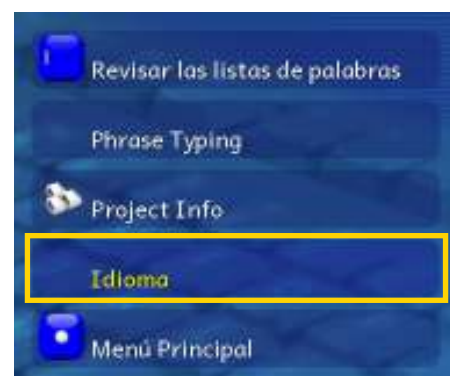 Revisar las listas de palabras
Phrase Typing
Project Info
Idioma
Menú Principal